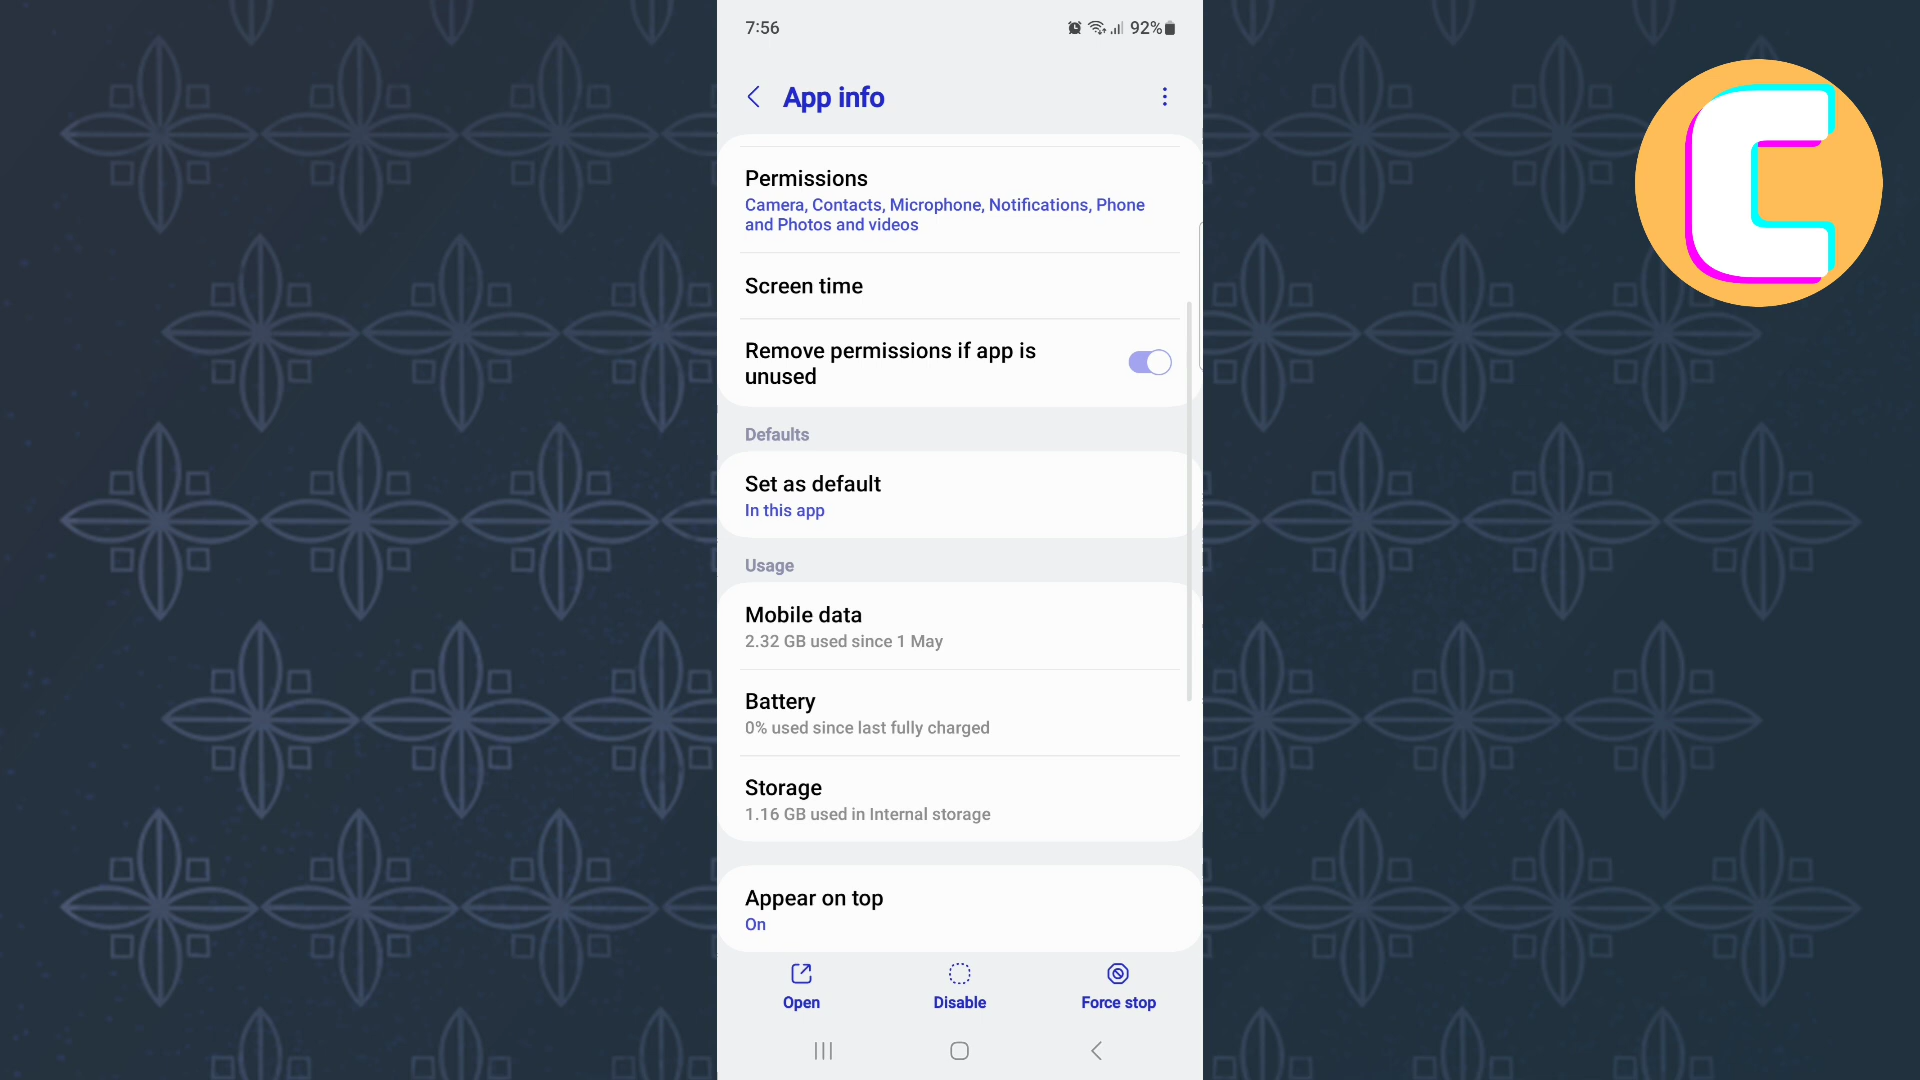 7:56
92%
App info
Permissions
Camera, Contacts, Microphone, Notifications, Phone
and Photos and videos
Screen time
Remove permissions if app is
unused
Defaults
Set as default
In this app
Usage
Mobile data
2.32 GB used since 1 May
Battery
0% used since last fully charged
Storage
1.16 GB used in Internal storage
Appear on top
On
Open
Disable
Force stop
C